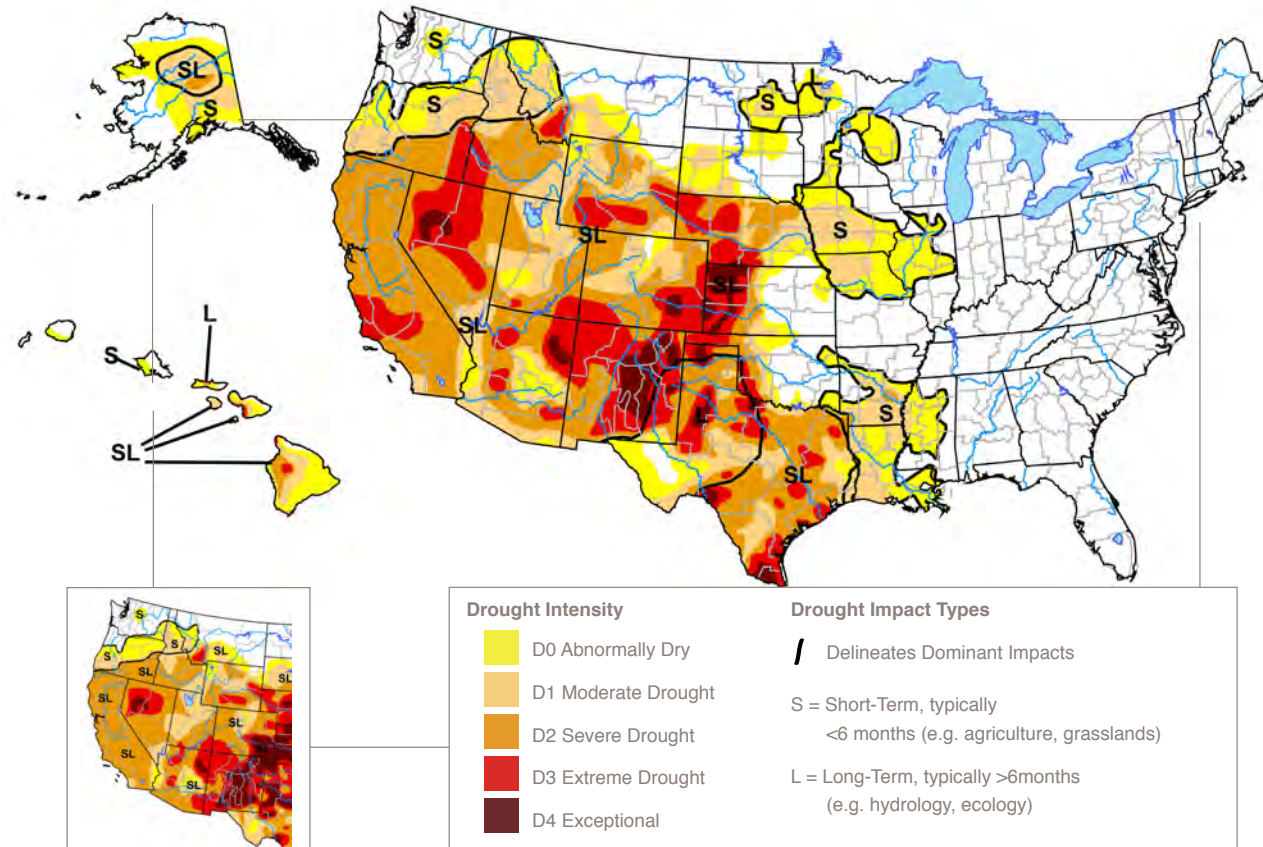 S
SL
S
S
S
L
S
SL
SL
SL
S
L
SL
S
L
S
SL
SL
S
S
S
SL
SL
SL
SL
SL
SL
Drought Intensity
D0 Abnormally Dry
D1 Moderate Drought
D2 Severe Drought
D3 Extreme Drought
D4 Exceptional
Drought Impact Types
Delineates Dominant Impacts
S = Short-Term, typically
<6 months (e.g. agriculture, grasslands)
L = Long-Term, typically >6months
(e.g. hydrology, ecology)